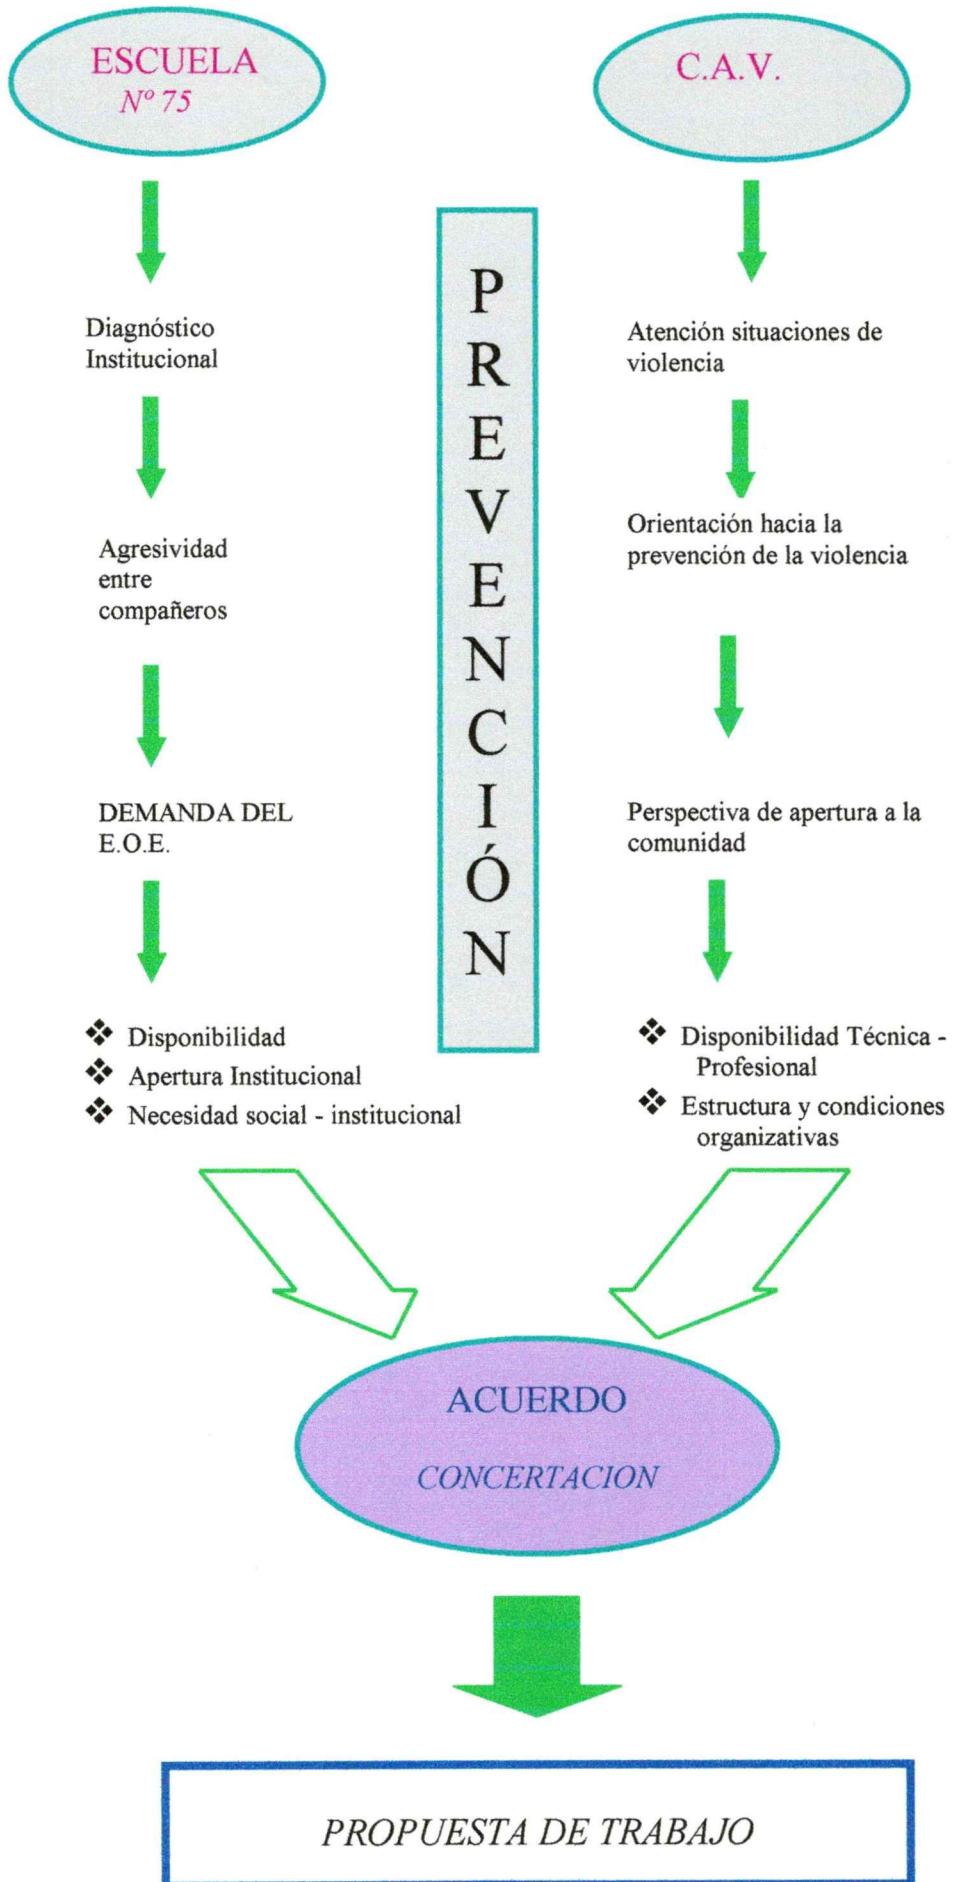 ESCUELA
Nº 75
Diagnóstico
Institucional
Agresividad
entre
compañeros
DEMANDA DEL
E.O.E.
❖ Disponibilidad
❖ Apertura Institucional
❖ Necesidad social - institucional
PREVENCIÓN
C.A.V.
Atención situaciones de
violencia
Orientación hacia la
prevención de la violencia
Perspectiva de apertura a la
comunidad
❖ Disponibilidad Técnica -
Profesional
❖ Estructura y condiciones
organizativas
ACUERDO
CONCERTACION
PROPUESTA DE TRABAJO